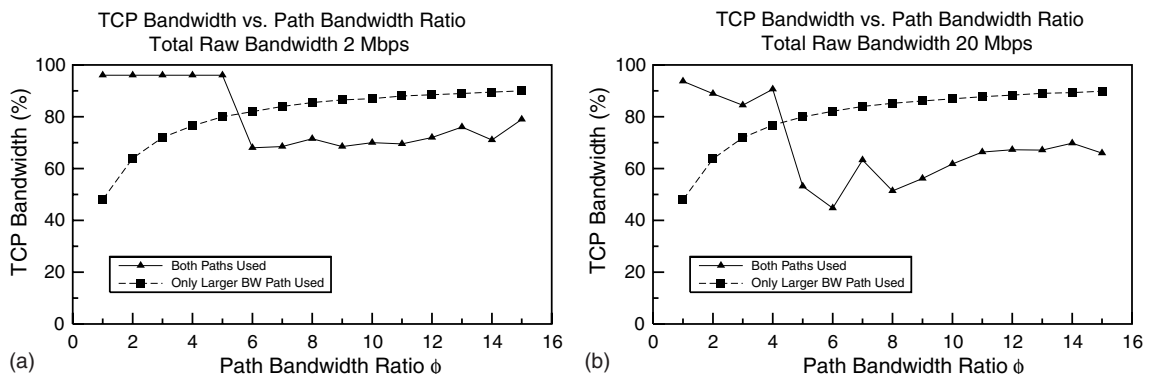 TCP Bandwidth vs. Path Bandwidth Ratio
Total Raw Bandwidth 2 Mbps
100
80
60
40
20
0
TCP Bandwidth (%)
Both Paths Used
Only Larger BW Path Used
0 2 4 6 8 10 12 14 16
(a)
Path Bandwidth Ratio ϕ
TCP Bandwidth vs. Path Bandwidth Ratio
Total Raw Bandwidth 20 Mbps
100
80
60
40
20
0
TCP Bandwidth (%)
Both Paths Used
Only Larger BW Path Used
0 2 4 6 8 10 12 14 16
(b)
Path Bandwidth Ratio ϕ